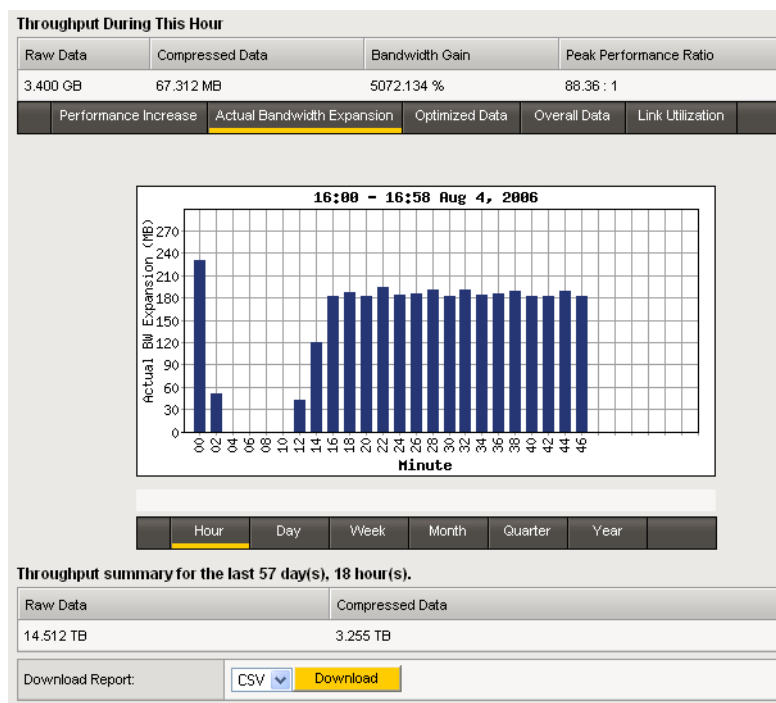 Throughput During This Hour
Raw Data Compressed Data Bandwidth Gain Peak Performance Ratio
3.400 GB 67.312 MB 5072.134 % 88.36 : 1
Performance Increase Actual Bandwidth Expansion Optimized Data Overall Data Link Utilization
16:00 - 16:58 Aug 4, 2006
Actual BW Expansion (MB)
270
240
210
180
150
120
90
60
30
0
00 02 04 06 08 10 12 14 16 18 20 22 24 26 28 30 32 34 36 38 40 42 44 46
Minute
Hour Day Week Month Quarter Year
Throughput summary for the last 57 day(s), 18 hour(s).
Raw Data Compressed Data
14.512 TB 3.255 TB
Download Report: CSV Download